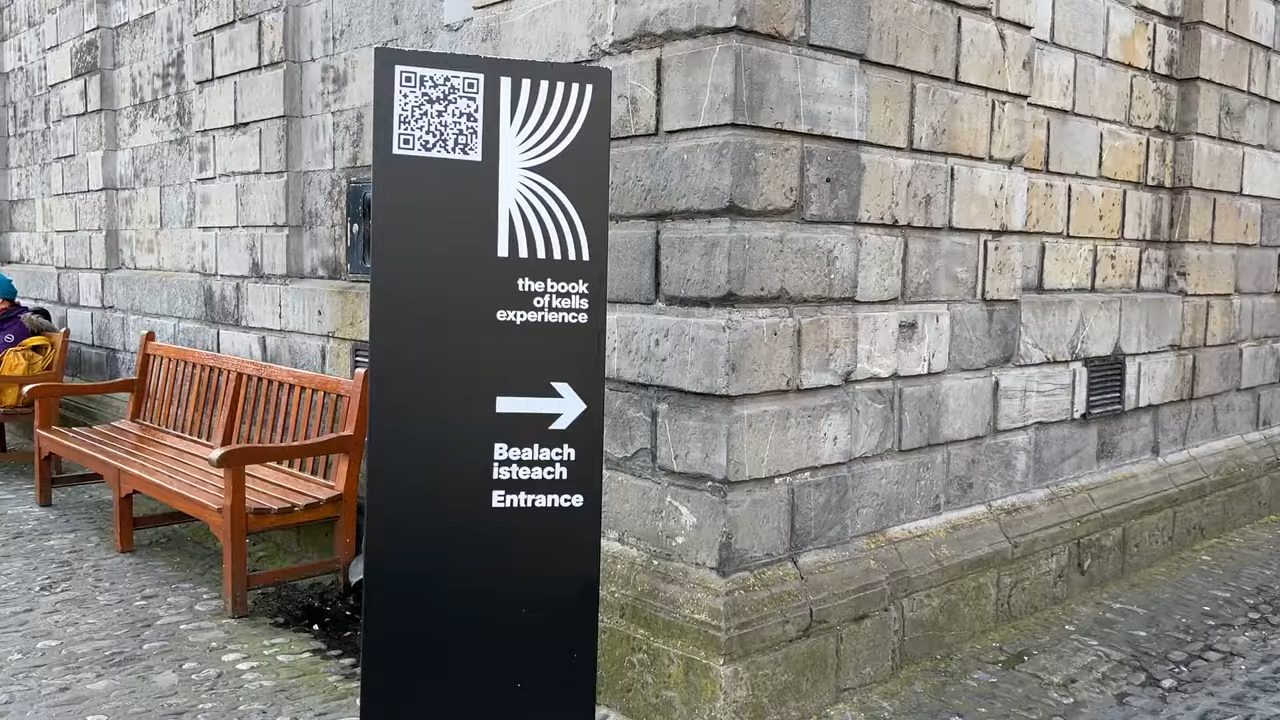 K
the book
of kells
experience
Bealach
isteach
Entrance